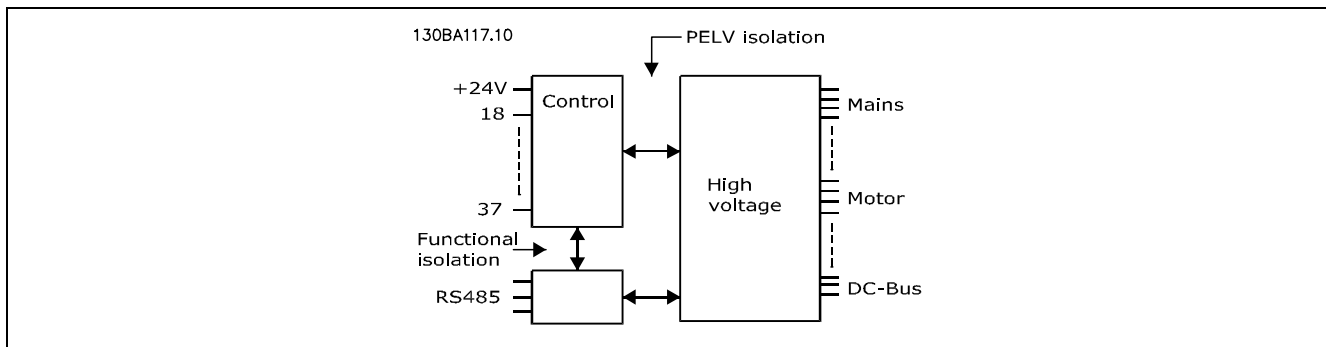 130BA117.10
PELV isolation
+24V
Control
18
Mains
High
voltage
Motor
37
Functional
isolation
RS485
DC-Bus